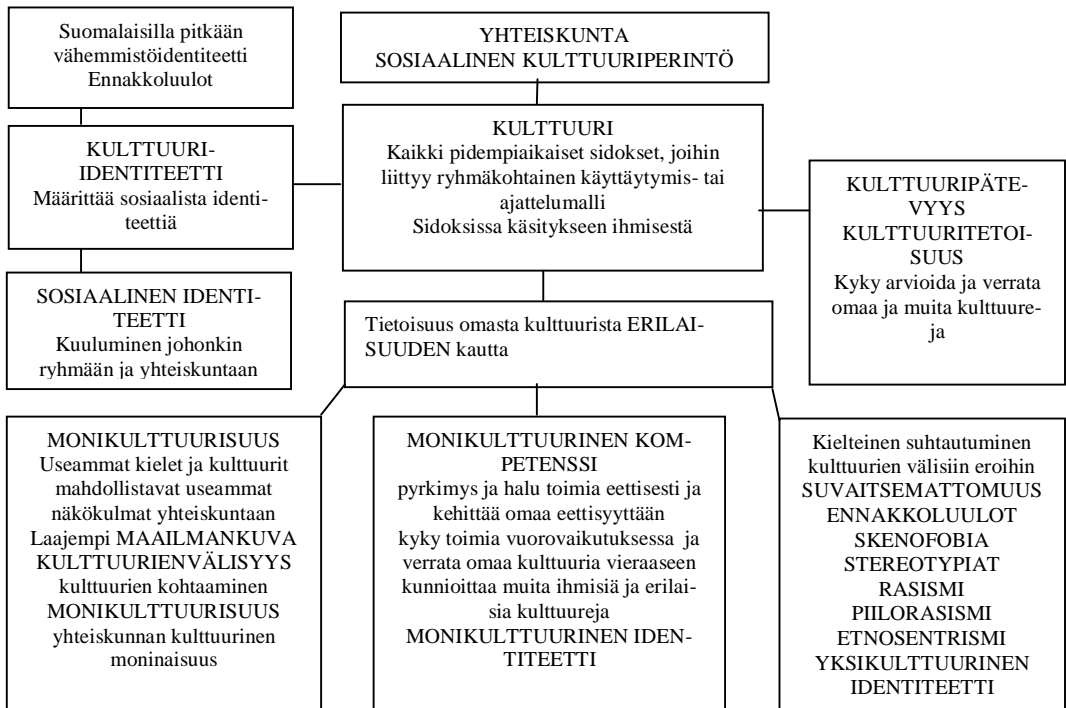 Suomalaisilla pitkään
vähemmistöidentiteetti
Ennakkoluulot
YHTEISKUNTA
SOSIAALINEN KULTTUURIPERINTÖ
KULTTUURI-
IDENTITEETTI
Määrittää sosiaalista identi-
teettiä
KULTTUURI
Kaikki pidempiaikaiset sidokset, joihin
liittyy ryhmäkohtainen käyttäytymis- tai
ajattelumalli
Sidoksissa käsitykseen ihmisestä
KULTTUURIPÄTE-
VYYS
KULTTUURITETOI-
SUUS
Kyky arvioida ja verrata
omaa ja muita kulttuure-
ja
SOSIAALINEN IDENTI-
TEETTI
Kuuluminen johonkin
ryhmään ja yhteiskuntaan
Tietoisuus omasta kulttuurista ERILAI-
SUUDEN kautta
MONIKULTTUURISUUS
Useammat kielet ja kulttuurit
mahdollistavat useammat
näkökulmat yhteiskuntaan
Laajempi MAAILMANKUVA
KULTTUURIENVÄLISYYS
kulttuurien kohtaaminen
MONIKULTTUURISUUS
yhteiskunnan kulttuurinen
moninaisuus
MONIKULTTUURINEN KOM-
PETENSSI
pyrkimys ja halu toimia eettisesti ja
kehittää omaa eettisyyttään
kyky toimia vuorovaikutuksessa ja
verrata omaa kulttuuria vieraaseen
kunnioittaa muita ihmisiä ja erilai-
sia kulttuureja
MONIKULTTUURINEN IDEN-
TITEETTI
Kielteinen suhtautuminen
kulttuurien välisiin eroihin
SUVAITSEMATTOMUUS
ENNAKKOLUULOT
SKENOFOBIA
STEREOTYPIAT
RASISMI
PIILORASISMI
ETNOSENTRISMI
YKSIKULTTUURINEN
IDENTITEETTI